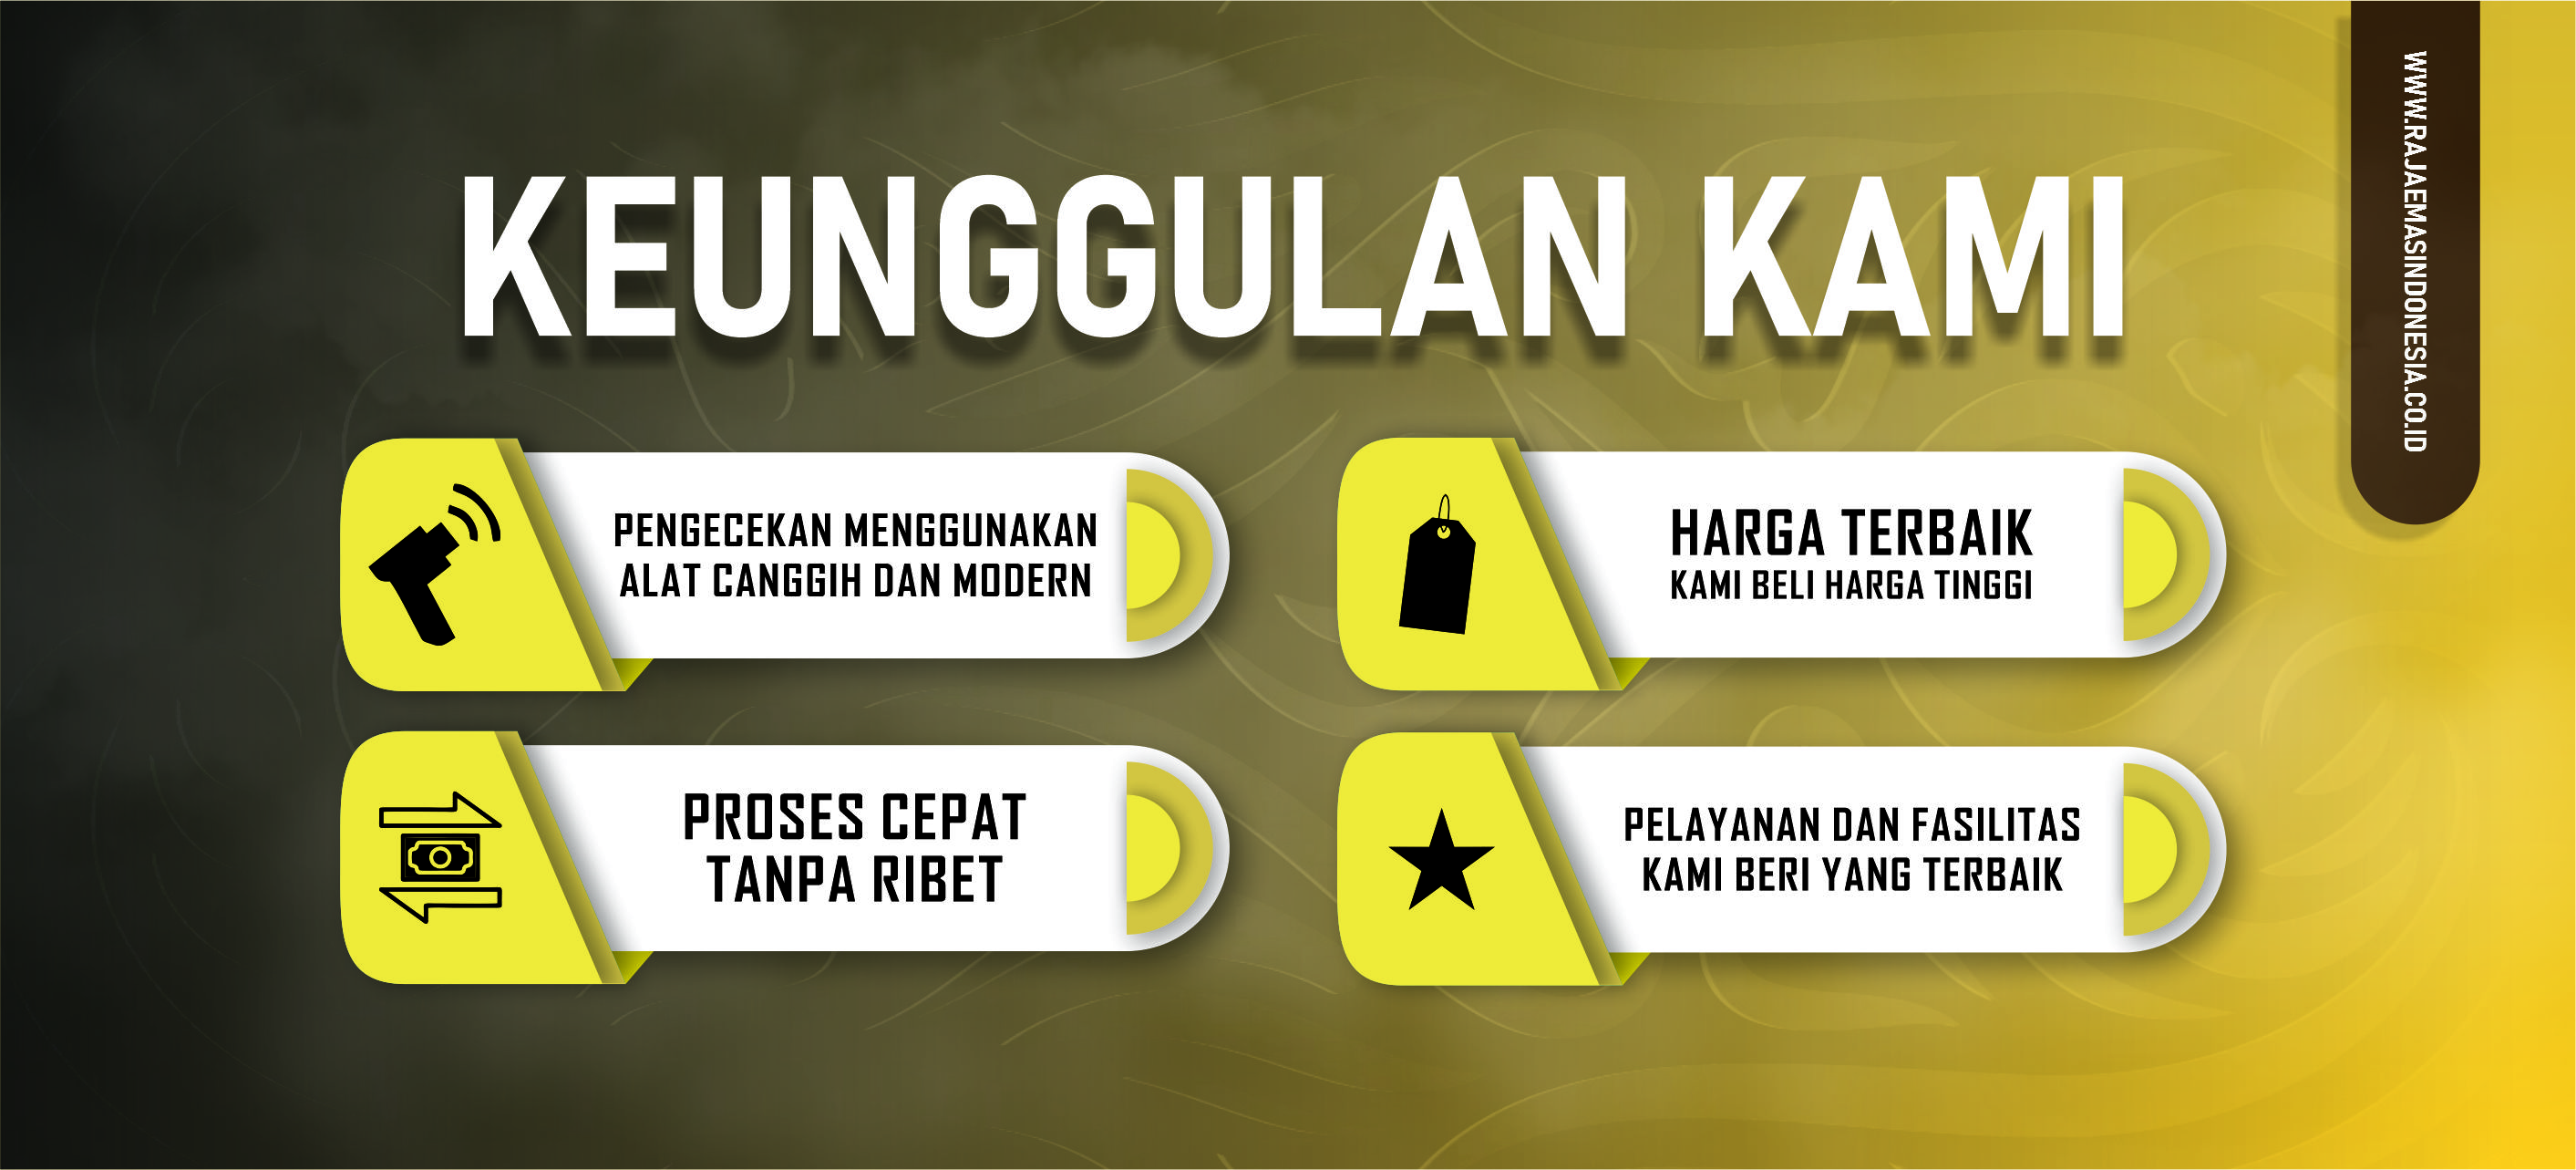 KEUNGGULAN KAMI
PENGECEKAN MENGGUNAKAN
ALAT CANGGIH DAN MODERN
HARGA TERBAIK
KAMI BELI HARGA TINGGI
PROSES CEPAT
TANPA RIBET
PELAYANAN DAN FASILITAS
KAMI BERI YANG TERBAIK
WWW.RAJAEMASINDONESIA.CO.ID